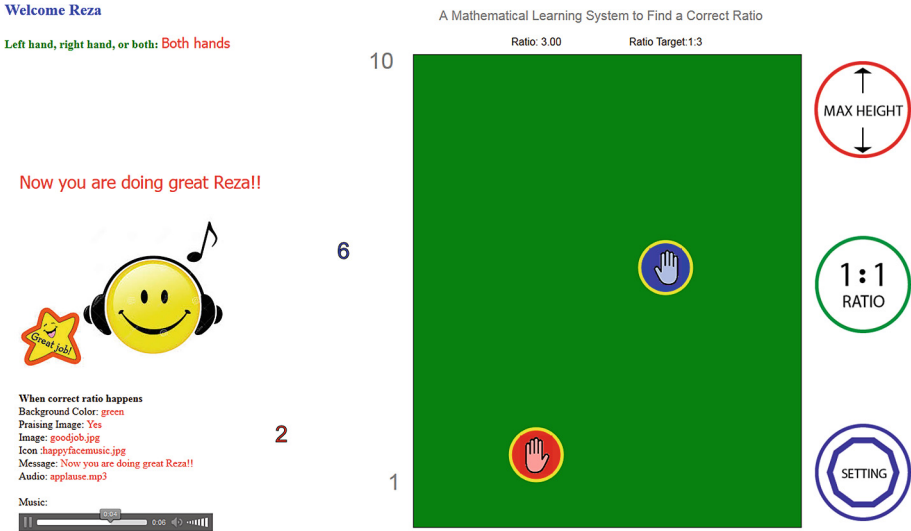 Welcome Reza
Left hand, right hand, or both: Both hands
A Mathematical Learning System to Find a Correct Ratio
Ratio: 3.00
Ratio Target:1:3
10
MAX HEIGHT
Now you are doing great Reza!!
6
1:1
RATIO
Great job!
When correct ratio happens
Background Color: green
Praising Image: Yes
Image: goodjob.jpg
Icon :happyfacemusic.jpg
Message: Now you are doing great Reza!!
Audio: applause.mp3
2
1
SETTING
Music:
0:04
0:06